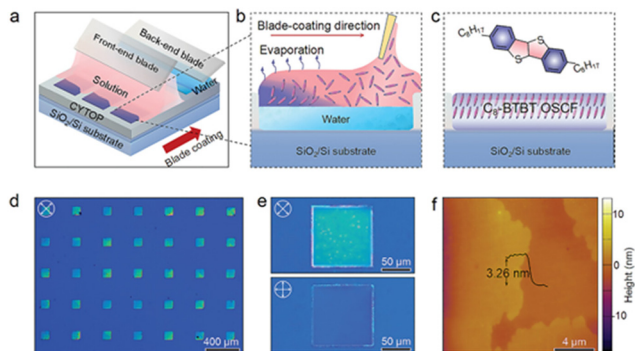 a
Front-end blade
Back-end blade
Solution
Water
CYTOP
SiO₂/Si substrate
Blade coating
b
Blade-coating direction
Evaporation
Water
SiO₂/Si substrate
c
C₈H₁₇
S
S
C₈H₁₇
C₈-BTBT OSCF
SiO₂/Si substrate
d
400 μm
e
50 μm
50 μm
f
3.26 nm
4 μm
10
0
-10
Height (nm)